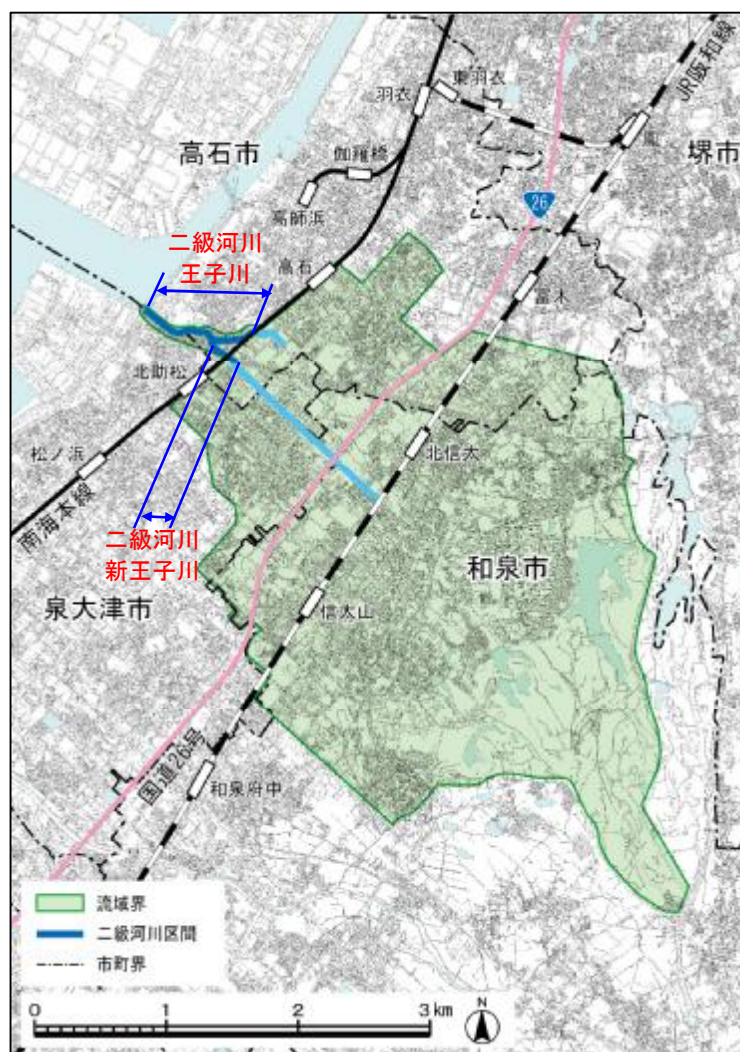 JR阪和線
東羽衣
羽衣
鳳
堺市
高石市
伽羅橋
高師浜
26
二級河川
王子川
高石
富木
北助松
松ノ浜
北信太
南海本線
二級河川
新王子川
和泉市
泉大津市
信太山
国道26号
和泉府中
流域界
二級河川区間
市町界
0 1 2 3 km
N